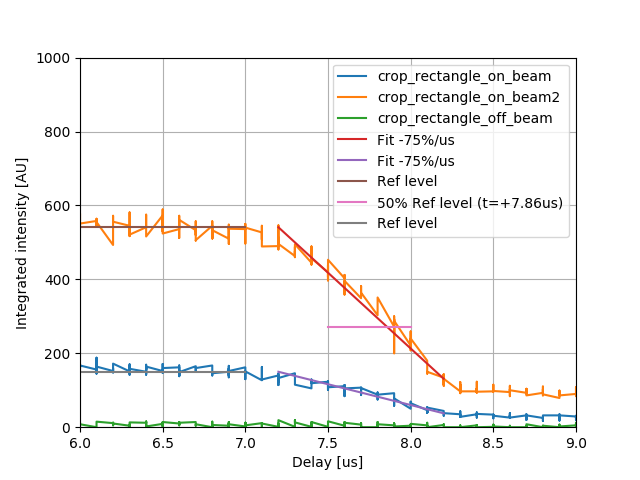 1000
800
600
400
200
0
Integrated intensity [AU]
crop_rectangle_on_beam
crop_rectangle_on_beam2
crop_rectangle_off_beam
Fit -75%/us
Fit -75%/us
Ref level
50% Ref level (t=+7.86us)
Ref level
6.0 6.5 7.0 7.5 8.0 8.5 9.0
Delay [us]